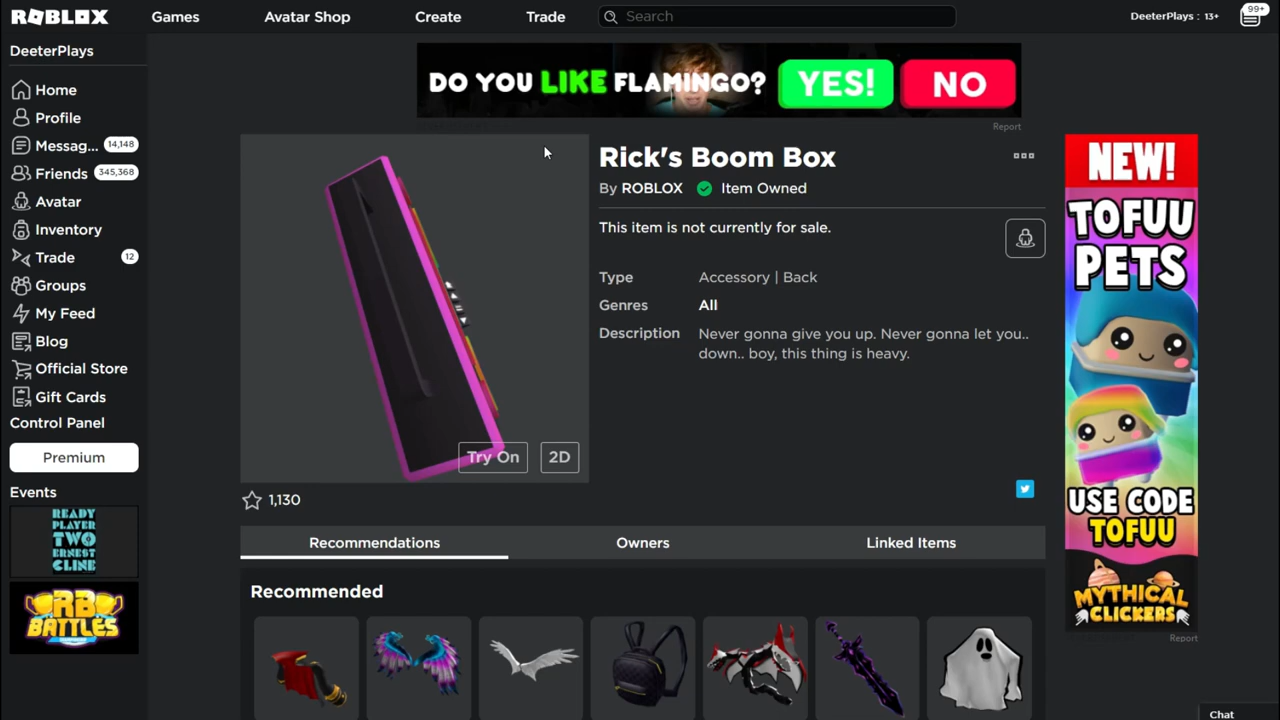 ROBLOX
Games
Avatar Shop
Create
Trade
Search
DeeterPlays : 13+
99+
DeeterPlays
Home
Profile
Messag... 14,148
Friends 345,368
Avatar
Inventory
Trade 12
Groups
My Feed
Blog
Official Store
Gift Cards
Control Panel
Premium
Events
READY
PLAYER
TWO
ERNEST
CLINE
RB
BATTLES
DO YOU LIKE FLAMINGO? YES! NO
Report
Try On
2D
1,130
Rick's Boom Box
By ROBLOX Item Owned
This item is not currently for sale.
Type Accessory | Back
Genres All
Description Never gonna give you up. Never gonna let you..
down.. boy, this thing is heavy.
Recommendations
Owners
Linked Items
Recommended
NEW!
TOFUU
PETS
USE CODE
TOFUU
MYTHICAL
CLICKERS
Report
Chat